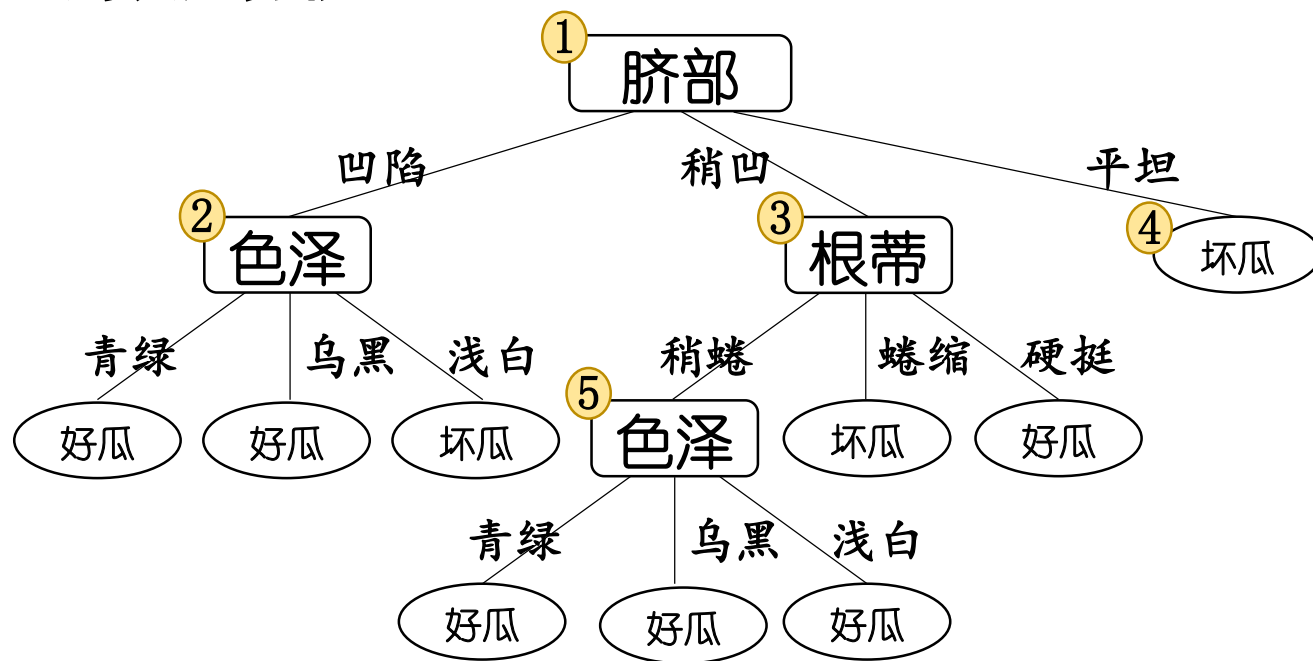 1
脐部
凹陷 稍凹 平坦
2 3 4
色泽 根蒂 坏瓜
青绿 乌黑 浅白 稍蜷 蜷缩 硬挺
5
好瓜 好瓜 坏瓜 色泽 坏瓜 好瓜
青绿 乌黑 浅白
好瓜 好瓜 好瓜